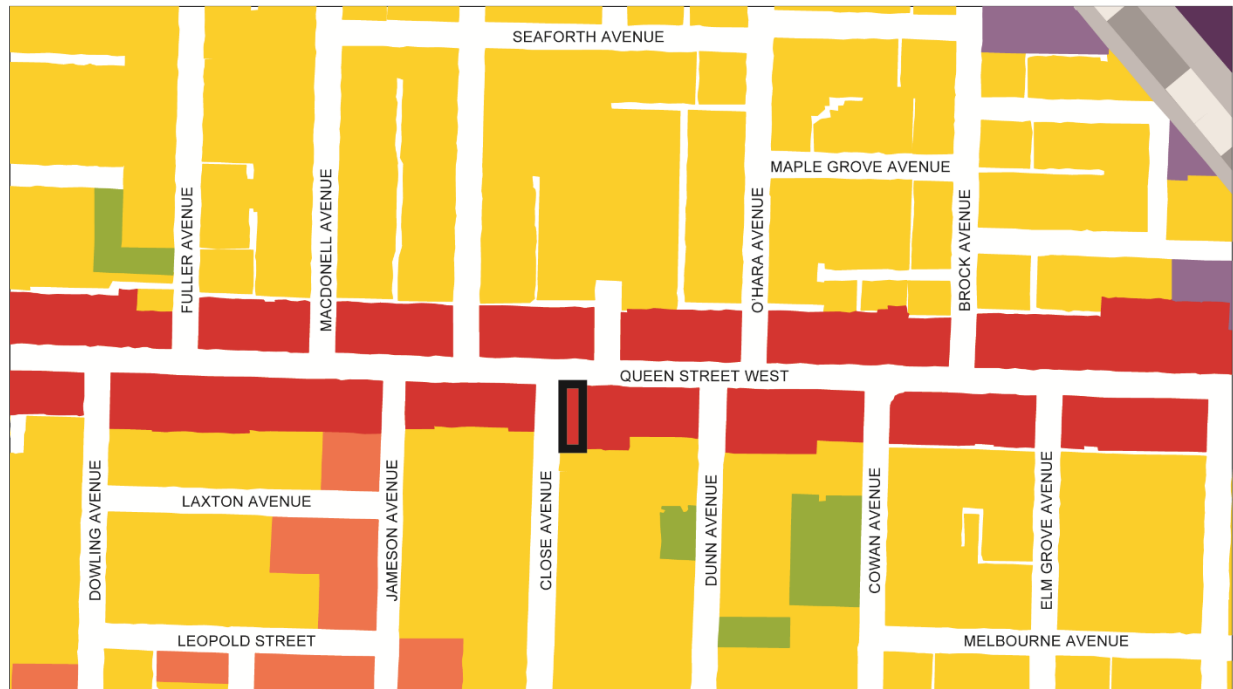 SEAFORTH AVENUE
MAPLE GROVE AVENUE
FULLER AVENUE
MACDONELL AVENUE
O'HARA AVENUE
BROCK AVENUE
QUEEN STREET WEST
DOWLING AVENUE
LAXTON AVENUE
JAMESON AVENUE
CLOSE AVENUE
DUNN AVENUE
COWAN AVENUE
ELM GROVE AVENUE
LEOPOLD STREET
MELBOURNE AVENUE